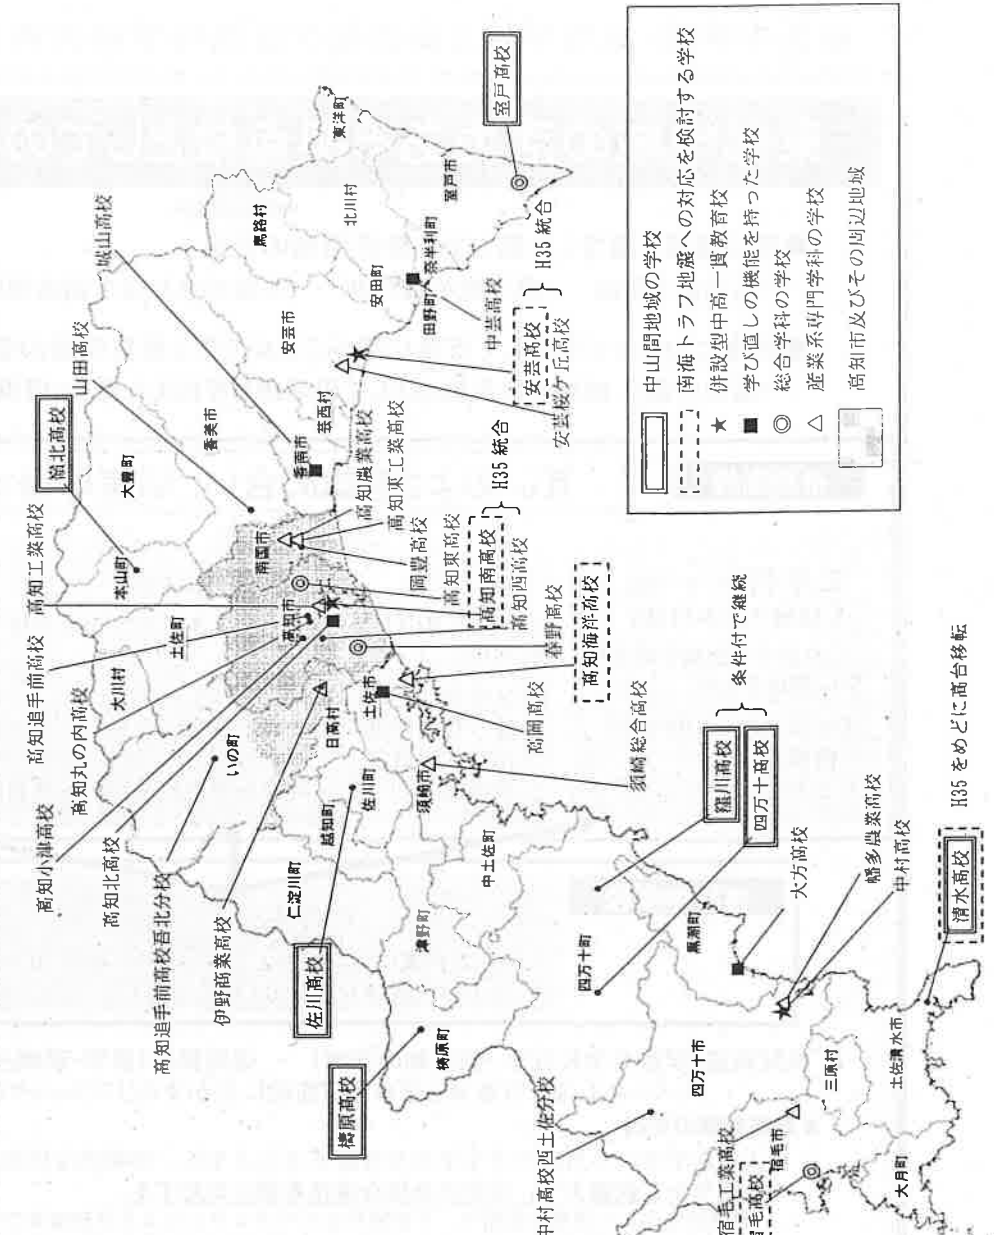 室戸高校
東洋町
室戸市
北川村
馬路村
奈半利町
田野町
安田町
安芸市
芸西村
H35 統合
中芸高校
安芸高校
安芸桜ケ丘高校
城山高校
山田高校
嶺北高校
香美市
香南市
大豊町
本山町
土佐町
大川村
南国市
高知市
いの町
日高村
土佐市
高知農業高校
高知東工業高校
岡豊高校
高知東高校
H35 統合
高知南高校
高知西高校
春野高校
高知海洋高校
高岡高校
須崎総合高校
高知工業高校
高知追手前高校
高知丸の内高校
高知小津高校
高知北高校
高知追手前高校吾北分校
伊野商業高校
佐川高校
檮原高校
越知町
佐川町
須崎市
仁淀川町
津野町
中土佐町
梼原町
四万十町
黒潮町
条件付で継続
窪川高校
四万十高校
大方高校
幡多農業高校
中村高校
清水高校
H35 をめどに高台移転
四万十市
三原村
土佐清水市
宿毛市
大月町
中村高校西土佐分校
宿毛工業高校
毛高校
中山間地域の学校
南海トラフ地震への対応を検討する学校
★ 併設型中高一貫教育校
■ 学び直しの機能を持った学校
◎ 総合学科の学校
△ 産業系専門学科の学校
高知市及びその周辺地域